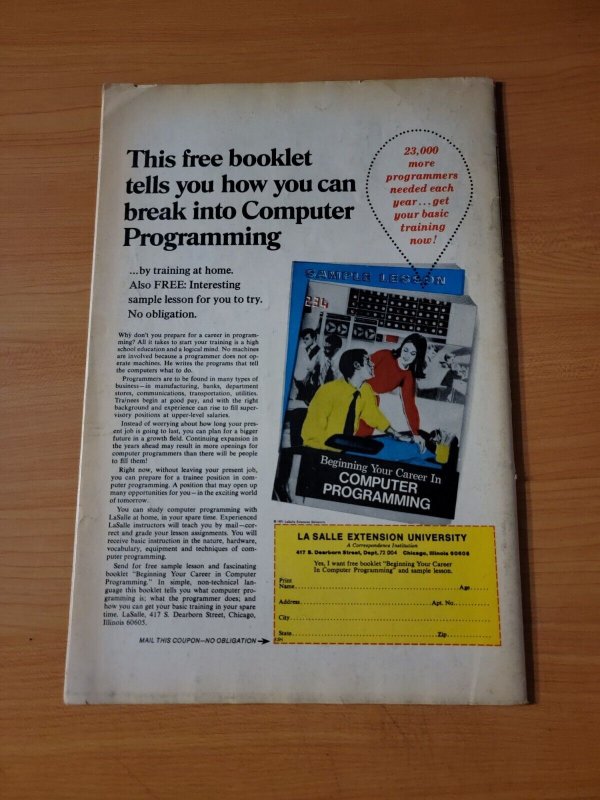 This free booklet
tells you how you can
break into Computer
Programming
23,000
more
programmers
needed each
year...get
your basic
training
now!
...by training at home.
Also FREE: Interesting
sample lesson for you to try.
No obligation.
Why don't you prepare for a career in program-
ming? All it takes to start your training is a high
school education and a logical mind. No machines
are involved because a programmer does not op-
erate machines. He writes the programs that tell
the computers what to do.
Programmers are to be found in many types of
business—in manufacturing, banks, department
stores, communications, transportation, utilities.
Trainees begin at good pay, and with the right
background and experience can rise to fill super-
visory positions at upper-level salaries.
Instead of worrying about how long your pres-
ent job is going to last, you can plan for a bigger
future in a growth field. Continuing expansion in
the years ahead may result in more openings for
computer programmers than there will be people
to fill them!
Right now, without leaving your present job,
you can prepare for a trainee position in com-
puter programming. A position that may open up
many opportunities for you—in the exciting world
of tomorrow.
You can study computer programming with
LaSalle at home, in your spare time. Experienced
LaSalle instructors will teach you by mail—cor-
rect and grade your lesson assignments. You will
receive basic instruction in the nature, hardware,
vocabulary, equipment and techniques of com-
puter programming.
Send for free sample lesson and fascinating
booklet "Beginning Your Career in Computer
Programming." In simple, non-technical lan-
guage this booklet tells you what computer pro-
gramming is; what the programmer does; and
how you can get your basic training in your spare
time. LaSalle, 417 S. Dearborn Street, Chicago,
Illinois 60605.
MAIL THIS COUPON—NO OBLIGATION
SAMPLE LESSON
Beginning Your Career In
COMPUTER
PROGRAMMING
LA SALLE EXTENSION UNIVERSITY
A Correspondence Institution
417 S. Dearborn Street, Dept. 72 004 Chicago, Illinois 60605
Yes, I want free booklet "Beginning Your Career
In Computer Programming" and sample lesson.
Print
Name Age
Address Apt. No.
City
State Zip